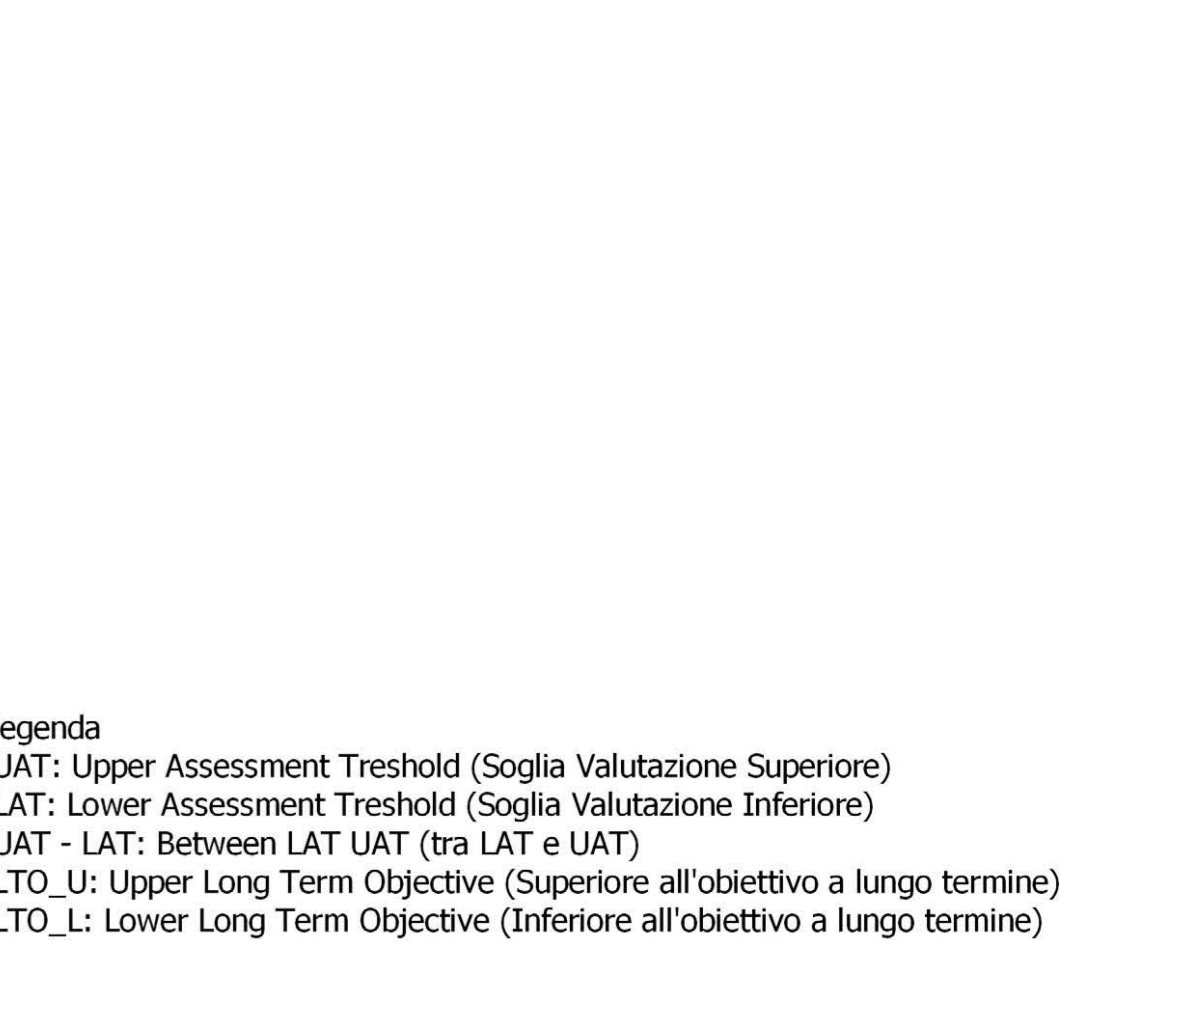 egenda
UAT: Upper Assessment Treshold (Soglia Valutazione Superiore)
LAT: Lower Assessment Treshold (Soglia Valutazione Inferiore)
UAT - LAT: Between LAT UAT (tra LAT e UAT)
LTO_U: Upper Long Term Objective (Superiore all'obiettivo a lungo termine)
LTO_L: Lower Long Term Objective (Inferiore all'obiettivo a lungo termine)